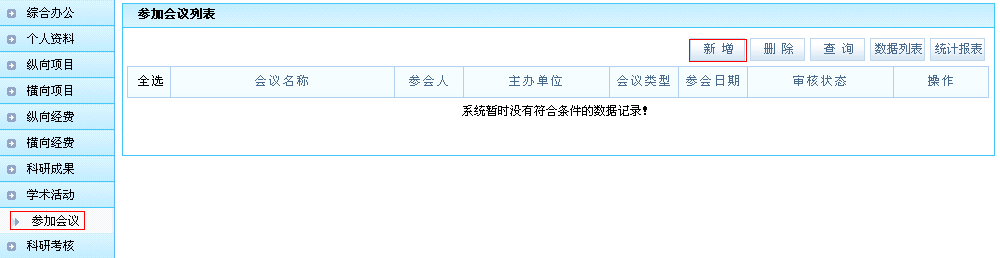 综合办公
个人资料
纵向项目
横向项目
纵向经费
横向经费
科研成果
学术活动
参加会议
科研考核
参加会议列表
新 增 删 除 查 询 数据列表 统计报表
全选 会议名称 参会人 主办单位 会议类型 参会日期 审核状态 操作
系统暂时没有符合条件的数据记录!